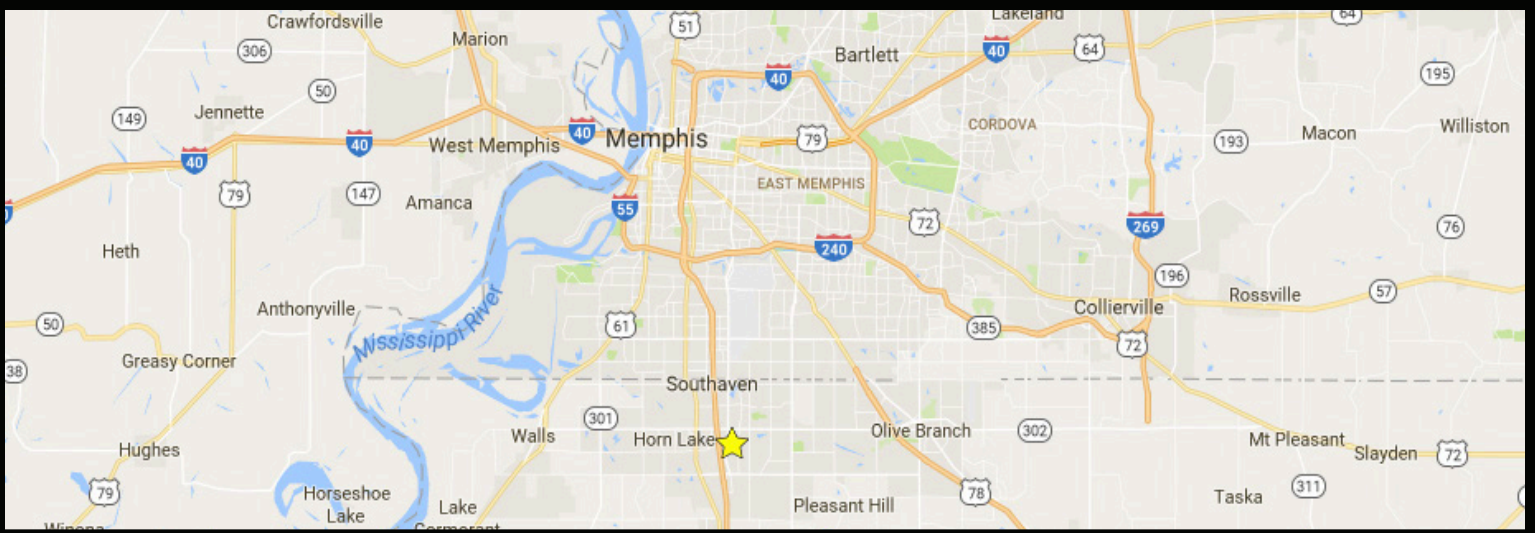 Crawfordsville
51
Lakeland
64
Marion
306
Bartlett
40
64
40
195
50
Jennette
149
40
Memphis
79
CORDOVA
193
Macon
Williston
40
West Memphis
40
79
147
Amanca
55
EAST MEMPHIS
72
269
76
Heth
240
196
Anthonyville
Collierville
Rossville
57
50
Mississippi River
61
385
72
Greasy Corner
38
Southaven
301
Walls
Horn Lake
Olive Branch
302
Mt Pleasant
Slayden
72
Hughes
79
Horseshoe
Lake
Lake
Cormorant
Pleasant Hill
78
Taska
311
Winona